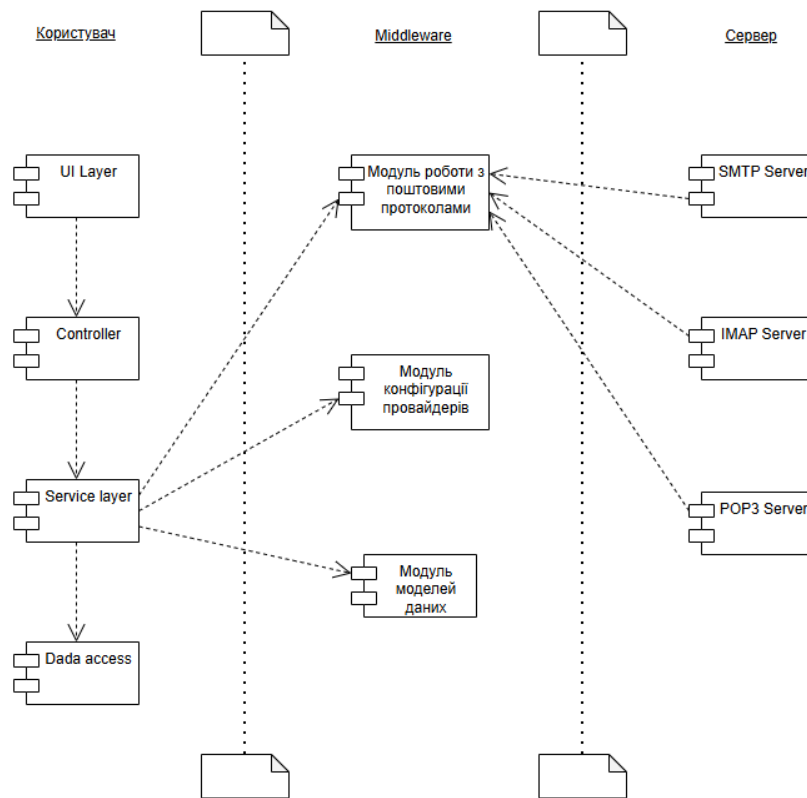 Користувач
Middleware
Сервер
UI Layer
Модуль роботи з
поштовими
протоколами
SMTP Server
Controller
Модуль
конфігурації
провайдерів
IMAP Server
Service layer
Модуль
моделей
даних
POP3 Server
Dada access